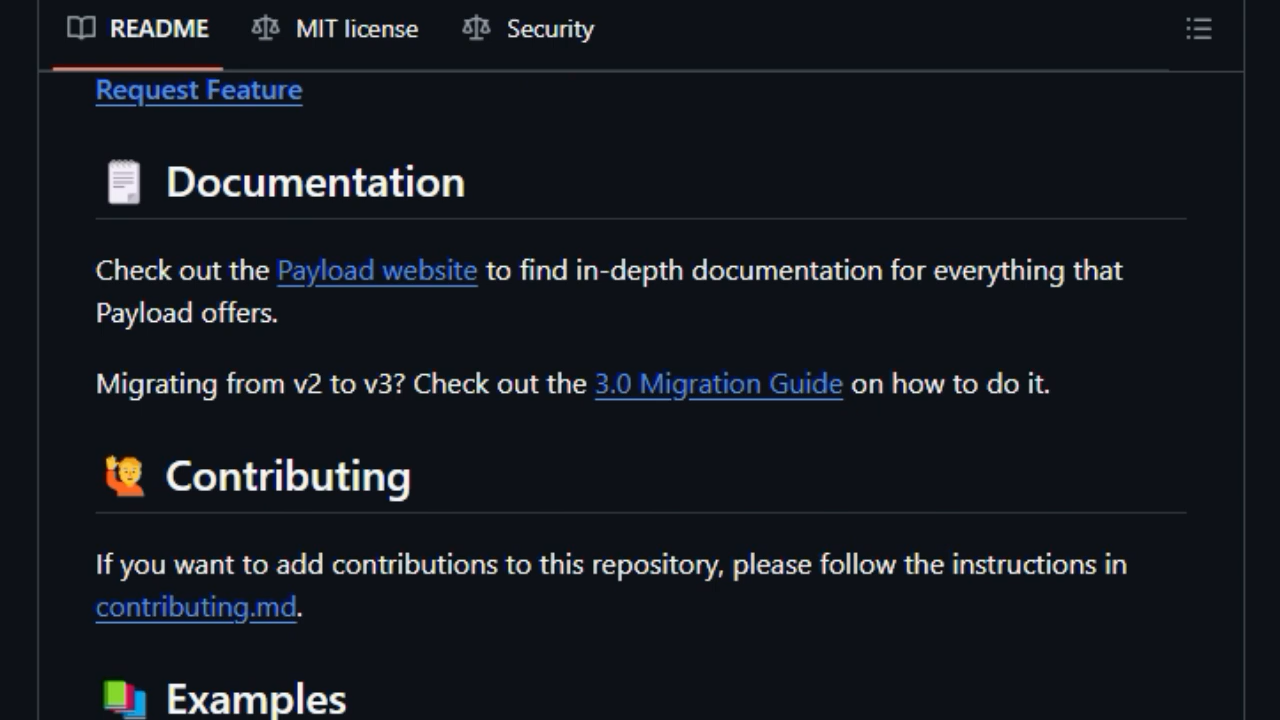 README MIT license Security
Request Feature
Documentation
Check out the Payload website to find in-depth documentation for everything that
Payload offers.
Migrating from v2 to v3? Check out the 3.0 Migration Guide on how to do it.
Contributing
If you want to add contributions to this repository, please follow the instructions in
contributing.md.
Examples